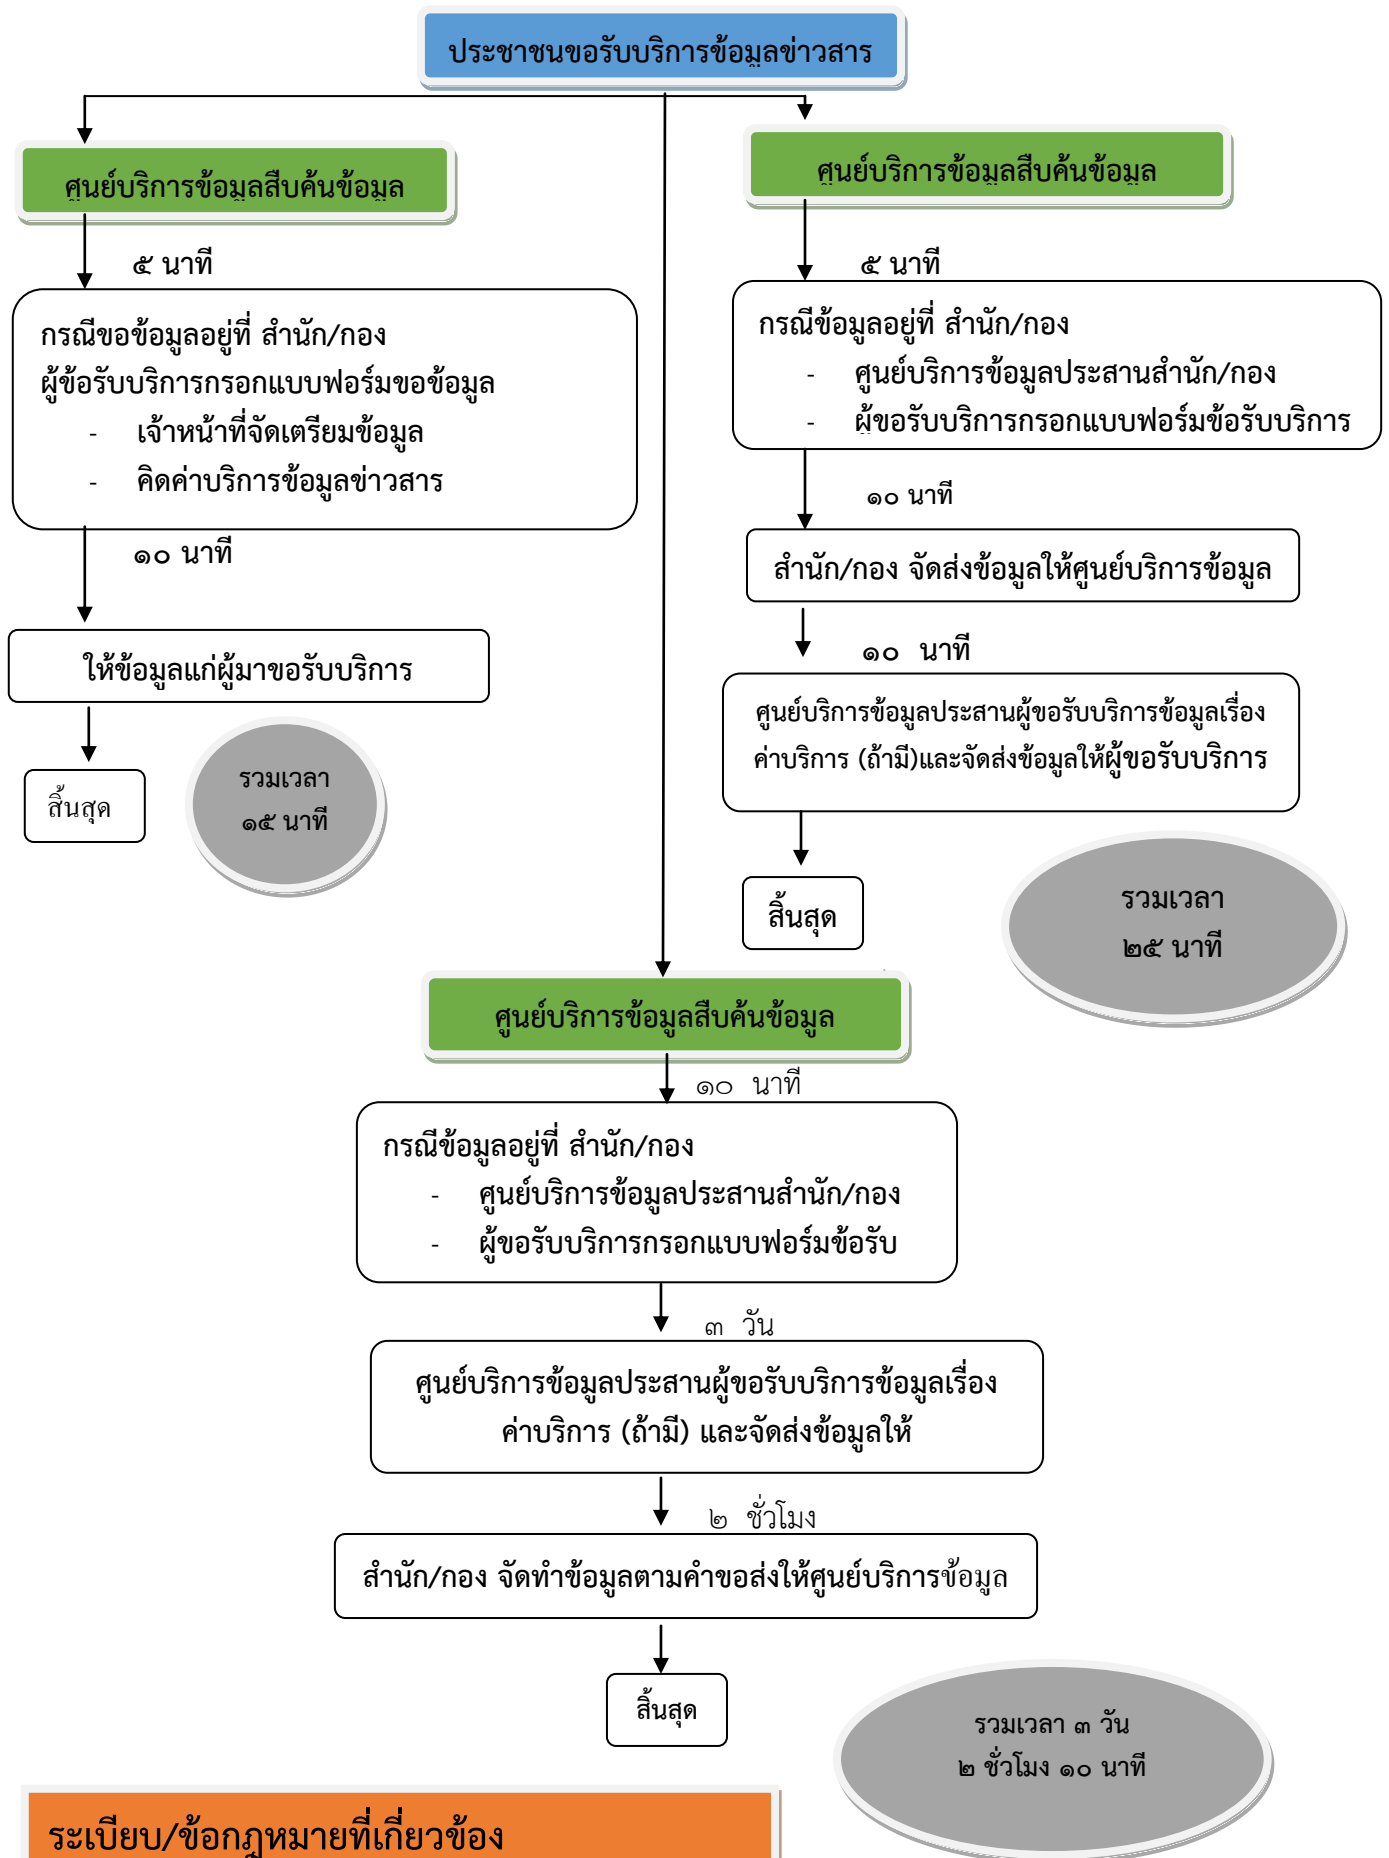 ประชาชนขอรับบริการข้อมูลข่าวสาร
ศูนย์บริการข้อมูลสืบค้นข้อมูล
๕ นาที
กรณีขอข้อมูลอยู่ที่ สำนัก/กอง
ผู้ข้อรับบริการกรอกแบบฟอร์มขอข้อมูล
- เจ้าหน้าที่จัดเตรียมข้อมูล
- คิดค่าบริการข้อมูลข่าวสาร
๑๐ นาที
ให้ข้อมูลแก่ผู้มาขอรับบริการ
สิ้นสุด
รวมเวลา
๑๕ นาที
ศูนย์บริการข้อมูลสืบค้นข้อมูล
๕ นาที
กรณีข้อมูลอยู่ที่ สำนัก/กอง
- ศูนย์บริการข้อมูลประสานสำนัก/กอง
- ผู้ขอรับบริการกรอกแบบฟอร์มข้อรับบริการ
๑๐ นาที
สำนัก/กอง จัดส่งข้อมูลให้ศูนย์บริการข้อมูล
๑๐ นาที
ศูนย์บริการข้อมูลประสานผู้ขอรับบริการข้อมูลเรื่อง
ค่าบริการ (ถ้ามี)และจัดส่งข้อมูลให้ผู้ขอรับบริการ
สิ้นสุด
รวมเวลา
๒๕ นาที
ศูนย์บริการข้อมูลสืบค้นข้อมูล
๑๐ นาที
กรณีข้อมูลอยู่ที่ สำนัก/กอง
- ศูนย์บริการข้อมูลประสานสำนัก/กอง
- ผู้ขอรับบริการกรอกแบบฟอร์มข้อรับ
๓ วัน
ศูนย์บริการข้อมูลประสานผู้ขอรับบริการข้อมูลเรื่อง
ค่าบริการ (ถ้ามี) และจัดส่งข้อมูลให้
๒ ชั่วโมง
สำนัก/กอง จัดทำข้อมูลตามคำขอส่งให้ศูนย์บริการข้อมูล
สิ้นสุด
รวมเวลา ๓ วัน
๒ ชั่วโมง ๑๐ นาที
ระเบียบ/ข้อกฎหมายที่เกี่ยวข้อง